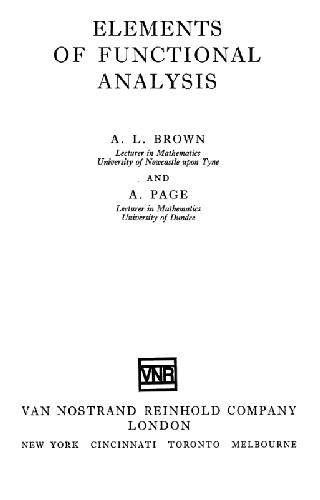 ELEMENTS
OF FUNCTIONAL
ANALYSIS
A. L. BROWN
Lecturer in Mathematics
University of Newcastle upon Tyne
AND
A. PAGE
Lecturer in Mathematics
University of Dundee
VNR
VAN NOSTRAND REINHOLD COMPANY
LONDON
NEW YORK CINCINNATI TORONTO MELBOURNE